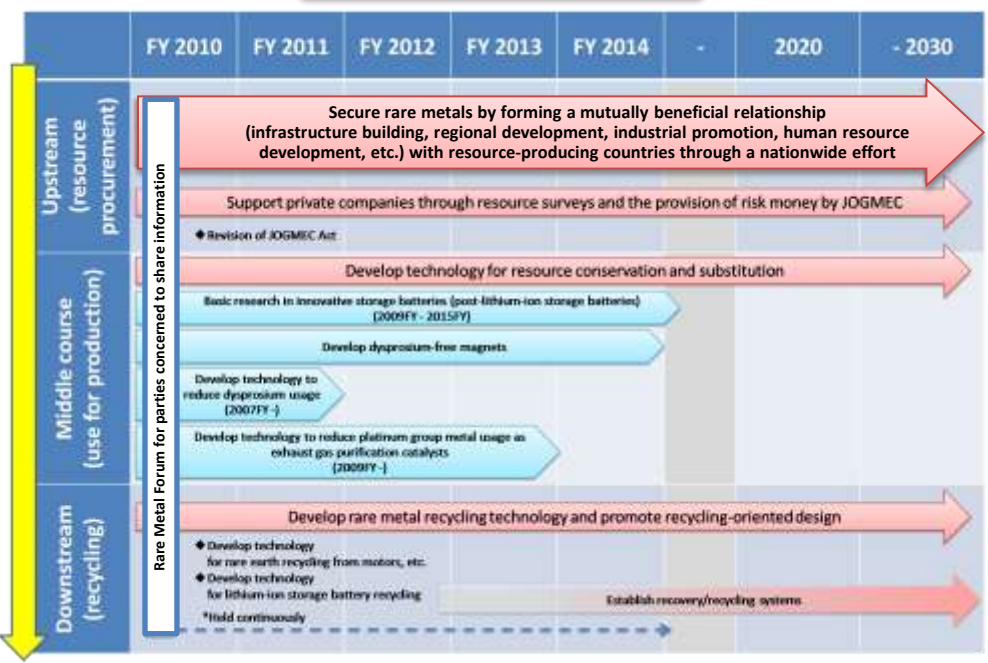 FY 2010 FY 2011 FY 2012 FY 2013 FY 2014 - 2020 - 2030
Upstream
(resource
procurement)
Rare Metal Forum for parties concerned to share information
Secure rare metals by forming a mutually beneficial relationship
(infrastructure building, regional development, industrial promotion, human resource
development, etc.) with resource-producing countries through a nationwide effort
Support private companies through resource surveys and the provision of risk money by JOGMEC
◆Revision of JOGMEC Act
Middle course
(use for production)
Develop technology for resource conservation and substitution
Basic research in innovative storage batteries (post-lithium-ion storage batteries)
(2009FY - 2015FY)
Develop dysprosium-free magnets
Develop technology to
reduce dysprosium usage
(2007FY -)
Develop technology to reduce platinum group metal usage as
exhaust gas purification catalysts
(2009FY -)
Downstream
(recycling)
Develop rare metal recycling technology and promote recycling-oriented design
◆Develop technology
for rare earth recycling from motors, etc.
◆Develop technology
for lithium-ion storage battery recycling
Establish recovery/recycling systems
*Held continuously